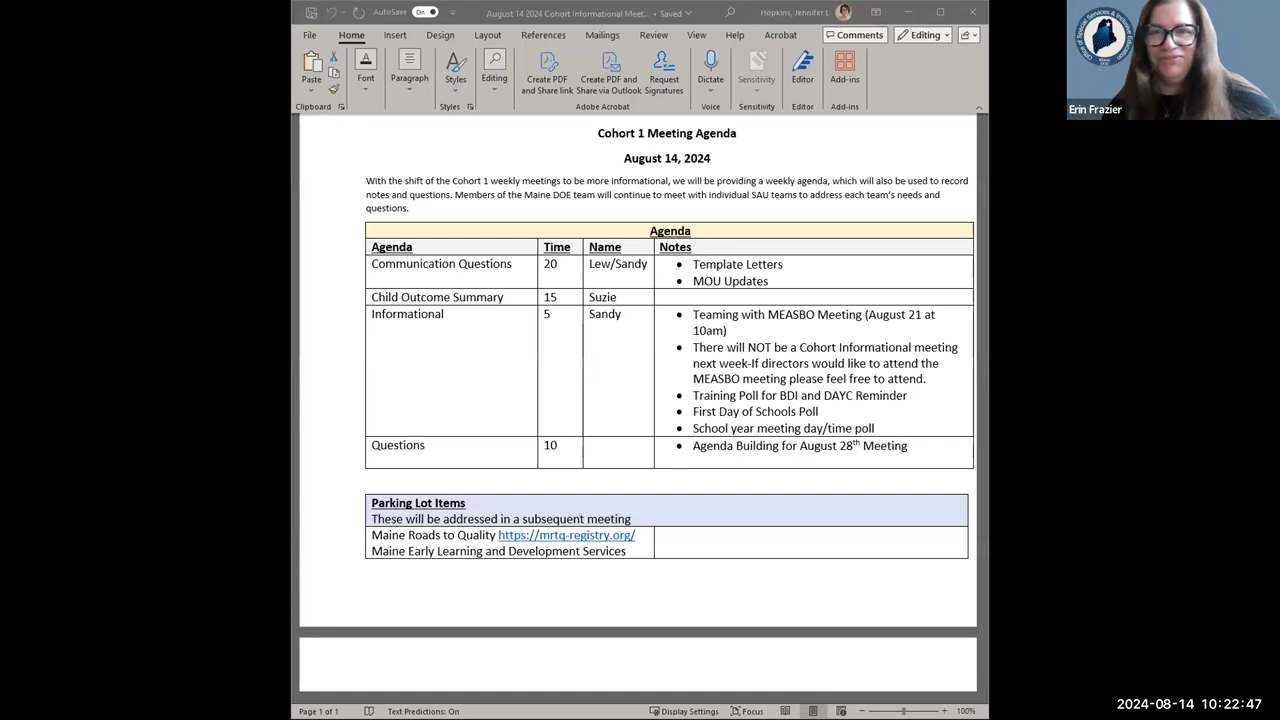 AutoSave On
August 14 2024 Cohort Informational Meet... • Saved
Hopkins, Jennifer L
File Home Insert Design Layout References Mailings Review View Help Acrobat Comments Editing
Paste
Font
Paragraph
Styles
Editing
Create PDF and Share link
Create PDF and Share via Outlook
Request Signatures
Dictate
Sensitivity
Editor
Add-ins
Clipboard Styles Adobe Acrobat Voice Sensitivity Editor Add-ins
Erin Frazier
Cohort 1 Meeting Agenda
August 14, 2024
With the shift of the Cohort 1 weekly meetings to be more informational, we will be providing a weekly agenda, which will also be used to record
notes and questions. Members of the Maine DOE team will continue to meet with individual SAU teams to address each team's needs and
questions.
Agenda
Agenda Time Name Notes
Communication Questions 20 Lew/Sandy • Template Letters
• MOU Updates
Child Outcome Summary 15 Suzie
Informational 5 Sandy • Teaming with MEASBO Meeting (August 21 at
10am)
• There will NOT be a Cohort Informational meeting
next week-If directors would like to attend the
MEASBO meeting please feel free to attend.
• Training Poll for BDI and DAYC Reminder
• First Day of Schools Poll
• School year meeting day/time poll
Questions 10 • Agenda Building for August 28th Meeting
Parking Lot Items
These will be addressed in a subsequent meeting
Maine Roads to Quality https://mrtq-registry.org/
Maine Early Learning and Development Services
Page 1 of 1 Text Predictions: On Display Settings Focus 100%
2024-08-14 10:22:47